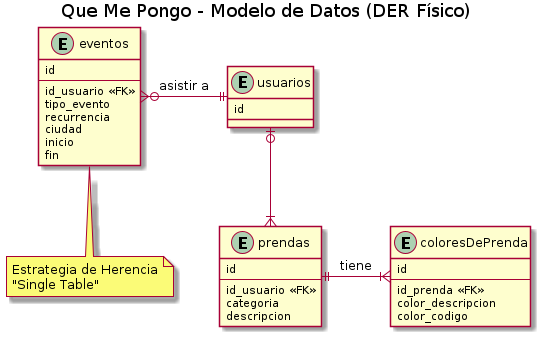 Que Me Pongo - Modelo de Datos (DER Físico)
E eventos
id
id_usuario «FK»
tipo_evento
recurrencia
ciudad
inicio
fin
asistir a
E usuarios
id
Estrategia de Herencia
"Single Table"
E prendas
id
id_usuario «FK»
categoria
descripcion
tiene
E coloresDePrenda
id
id_prenda «FK»
color_descripcion
color_codigo